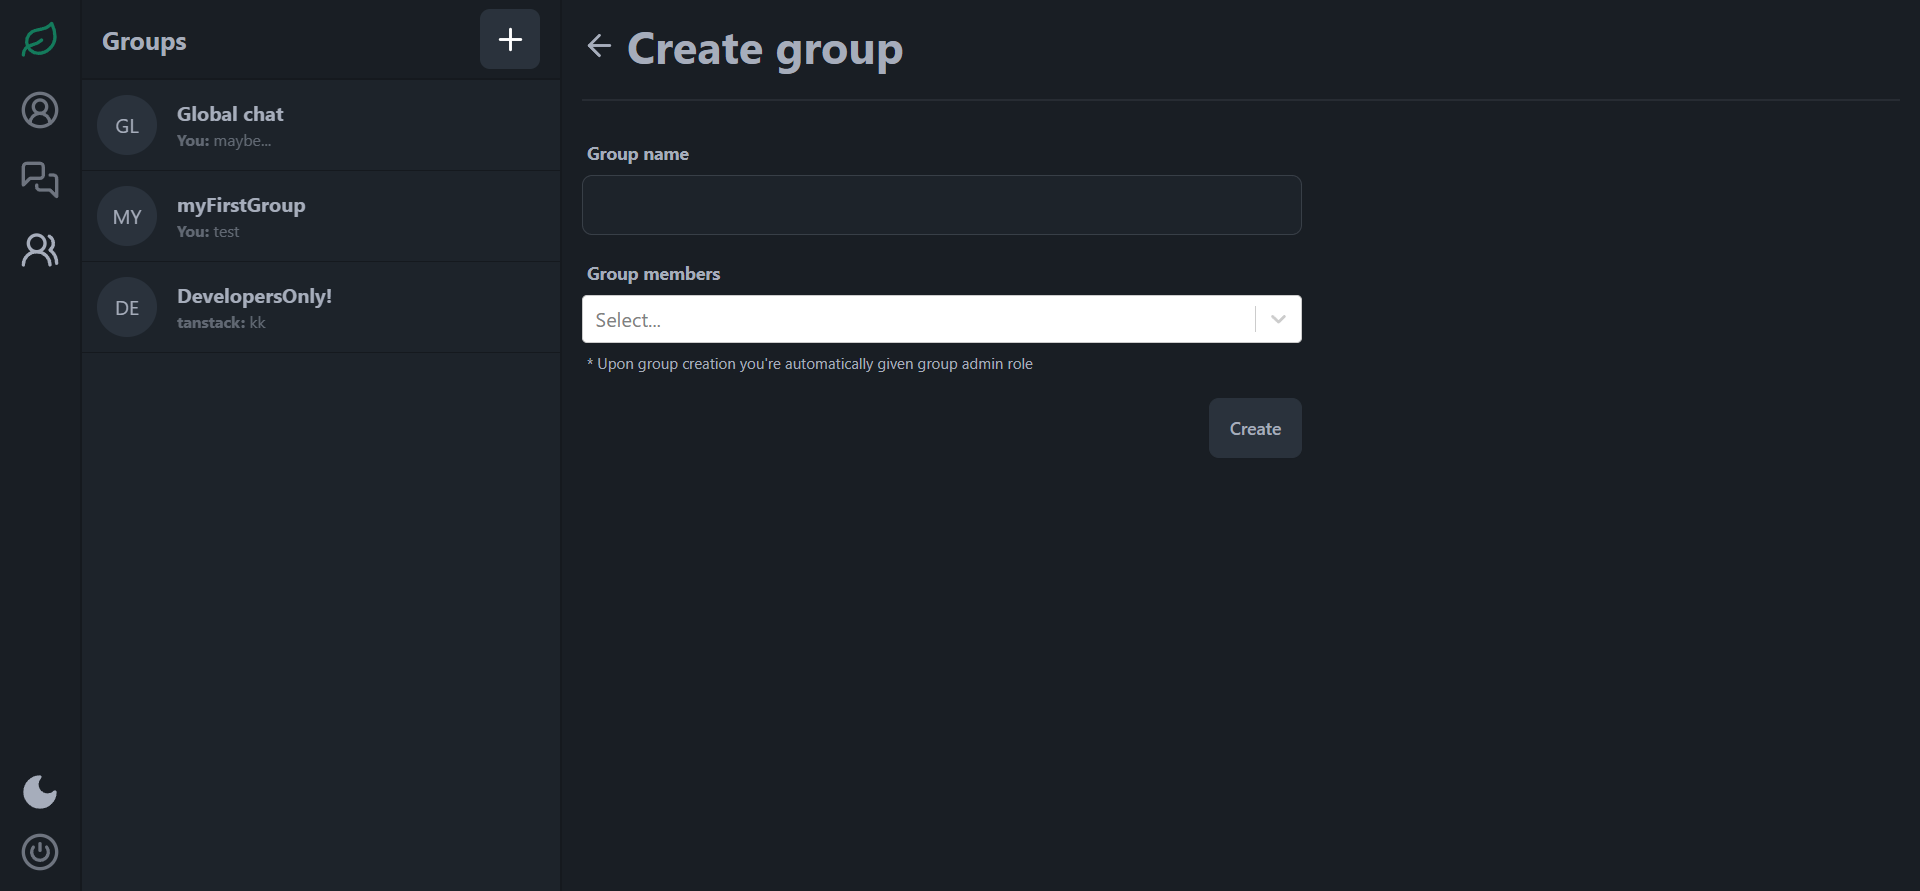 Groups
GL
Global chat
You: maybe...
MY
myFirstGroup
You: test
DE
DevelopersOnly!
tanstack: kk
Create group
Group name
Group members
Select...
* Upon group creation you're automatically given group admin role
Create